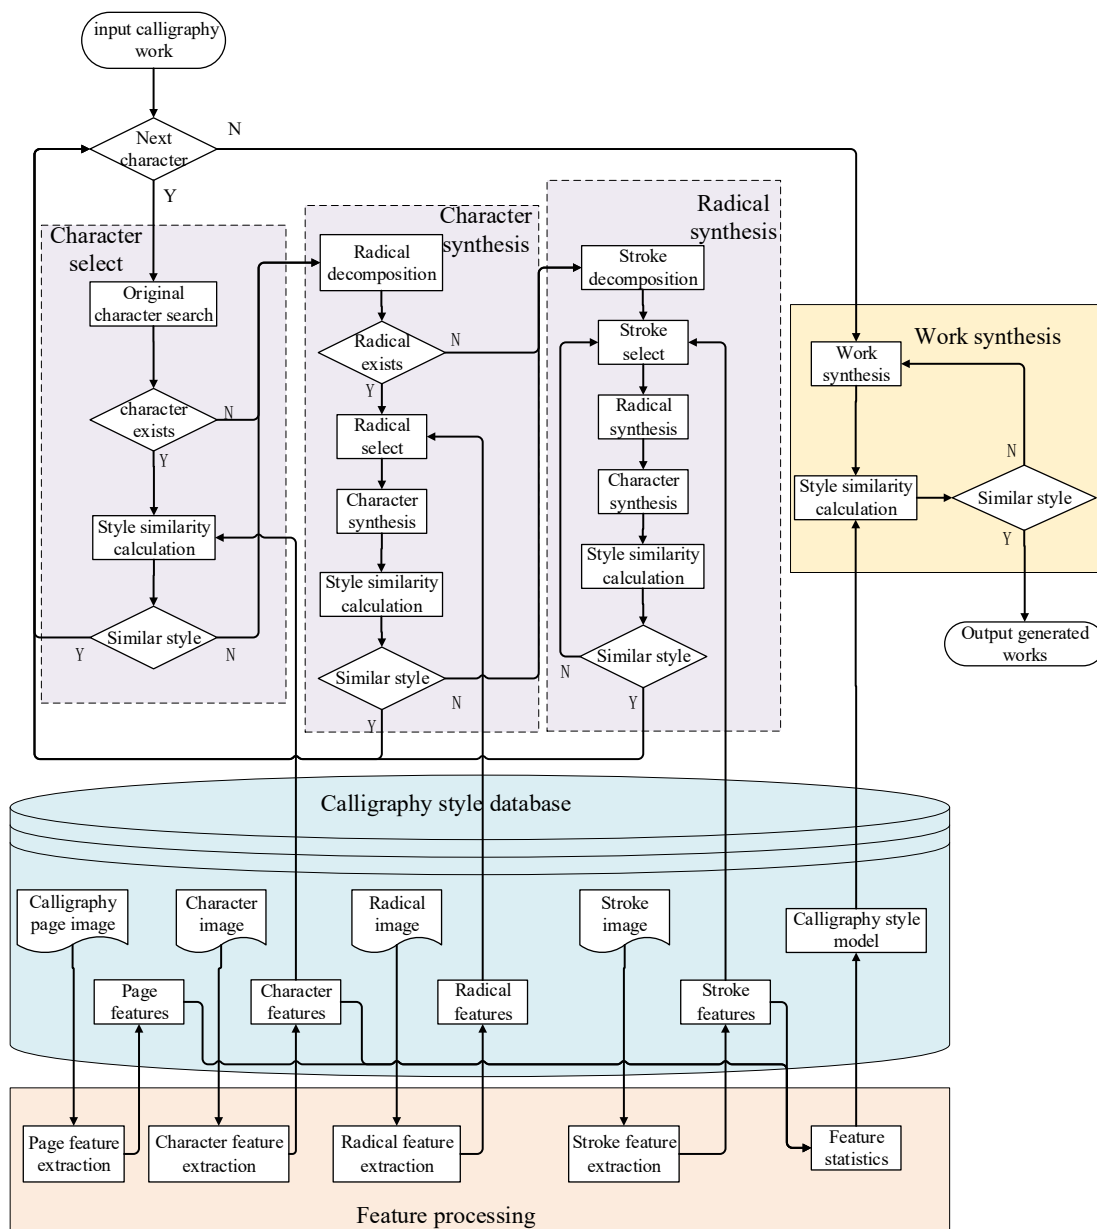 input calligraphy
work
Next
character
N
Y
Character
select
Original
character search
character
exists
N
Y
Style similarity
calculation
Similar style
Y
N
Character
synthesis
Radical
decomposition
Radical
exists
N
Y
Radical
select
Character
synthesis
Style similarity
calculation
Similar style
N
Y
Radical
synthesis
Stroke
decomposition
Stroke
select
Radical
synthesis
Character
synthesis
Style similarity
calculation
Similar style
N
Y
Work synthesis
Work
synthesis
Style similarity
calculation
N
Similar style
Y
Output generated
works
Calligraphy style database
Calligraphy
page image
Character
image
Radical
image
Stroke
image
Calligraphy style
model
Page
features
Character
features
Radical
features
Stroke
features
Page feature
extraction
Character feature
extraction
Radical feature
extraction
Stroke feature
extraction
Feature
statistics
Feature processing